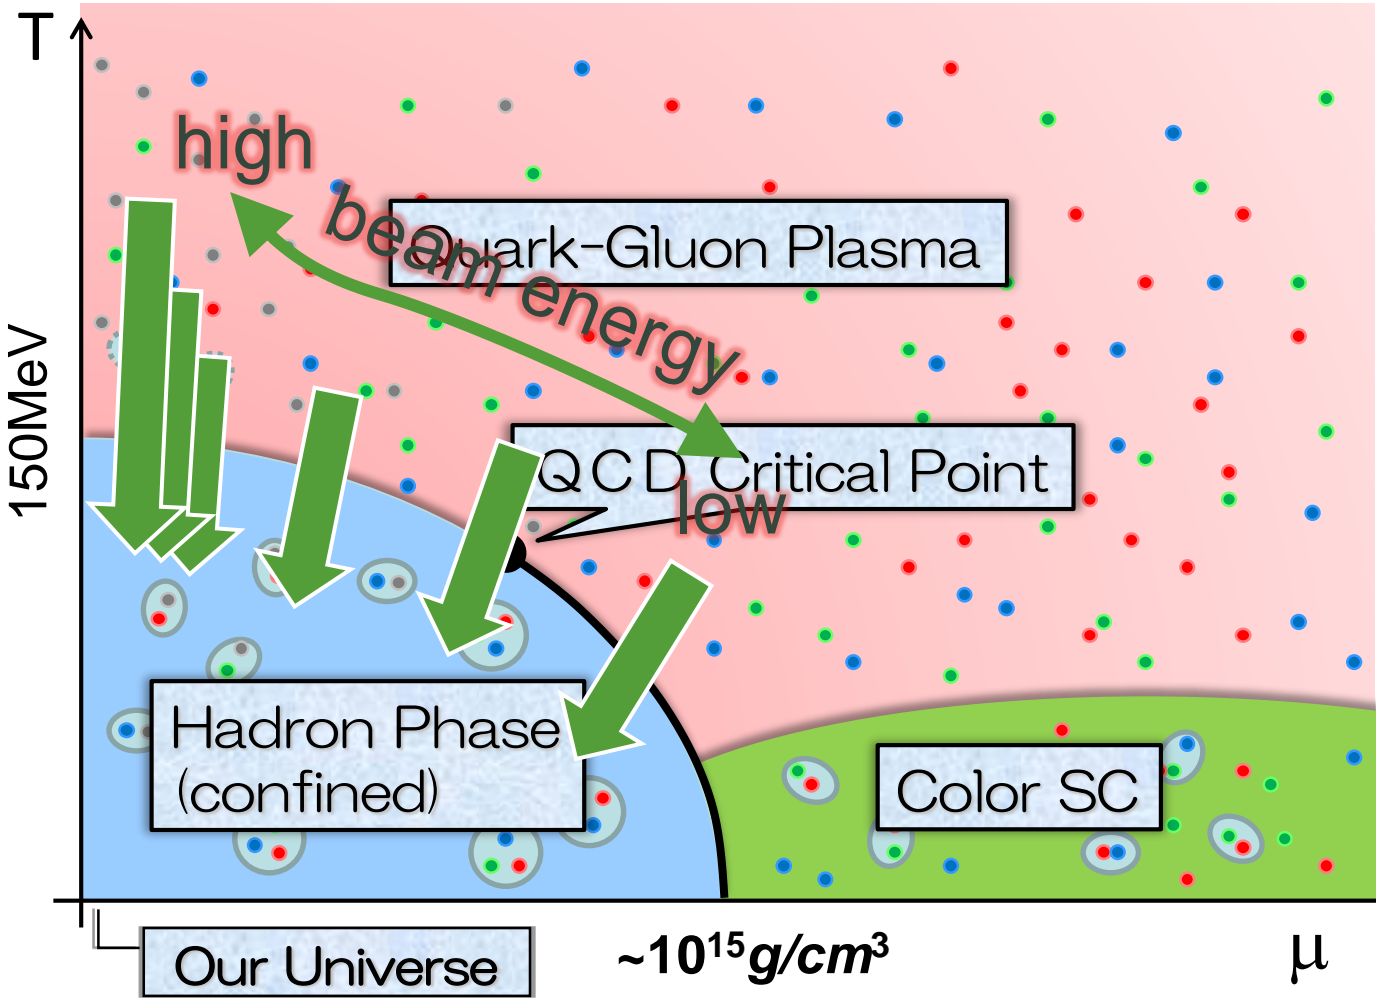 T
high
beam energy
Quark-Gluon Plasma
150MeV
QCD Critical Point
low
Hadron Phase
(confined)
Color SC
Our Universe
~10¹⁵g/cm³
μ